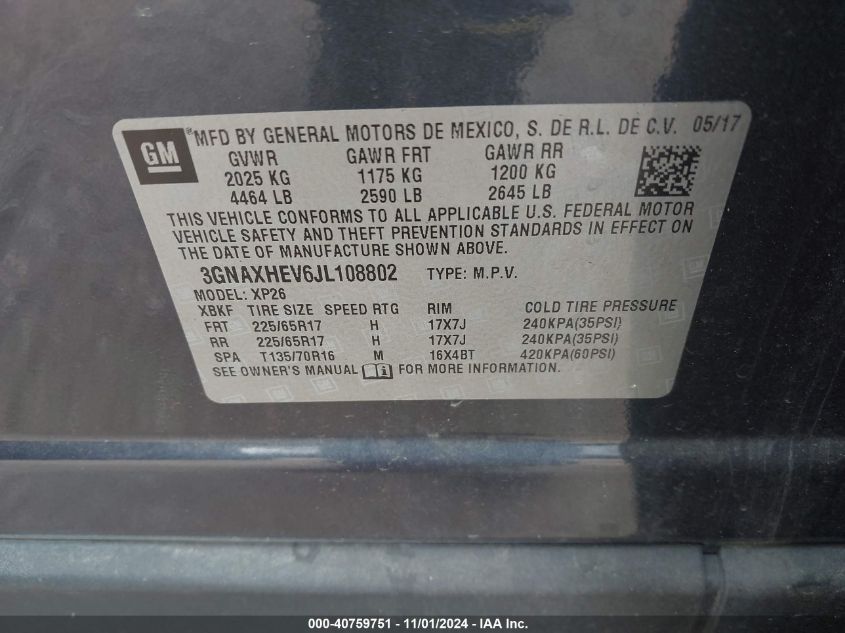 GM
®MFD BY GENERAL MOTORS DE MEXICO, S. DE R.L. DE C.V. 05/17
GVWR GAWR FRT GAWR RR
2025 KG 1175 KG 1200 KG
4464 LB 2590 LB 2645 LB
THIS VEHICLE CONFORMS TO ALL APPLICABLE U.S. FEDERAL MOTOR
VEHICLE SAFETY AND THEFT PREVENTION STANDARDS IN EFFECT ON
THE DATE OF MANUFACTURE SHOWN ABOVE.
3GNAXHEV6JL108802 TYPE: M.P.V.
MODEL: XP26
XBKF TIRE SIZE SPEED RTG RIM COLD TIRE PRESSURE
FRT 225/65R17 H 17X7J 240KPA(35PSI)
RR 225/65R17 H 17X7J 240KPA(35PSI)
SPA T135/70R16 M 16X4BT 420KPA(60PSI)
SEE OWNER'S MANUAL FOR MORE INFORMATION.
000-40759751 - 11/01/2024 - IAA Inc.